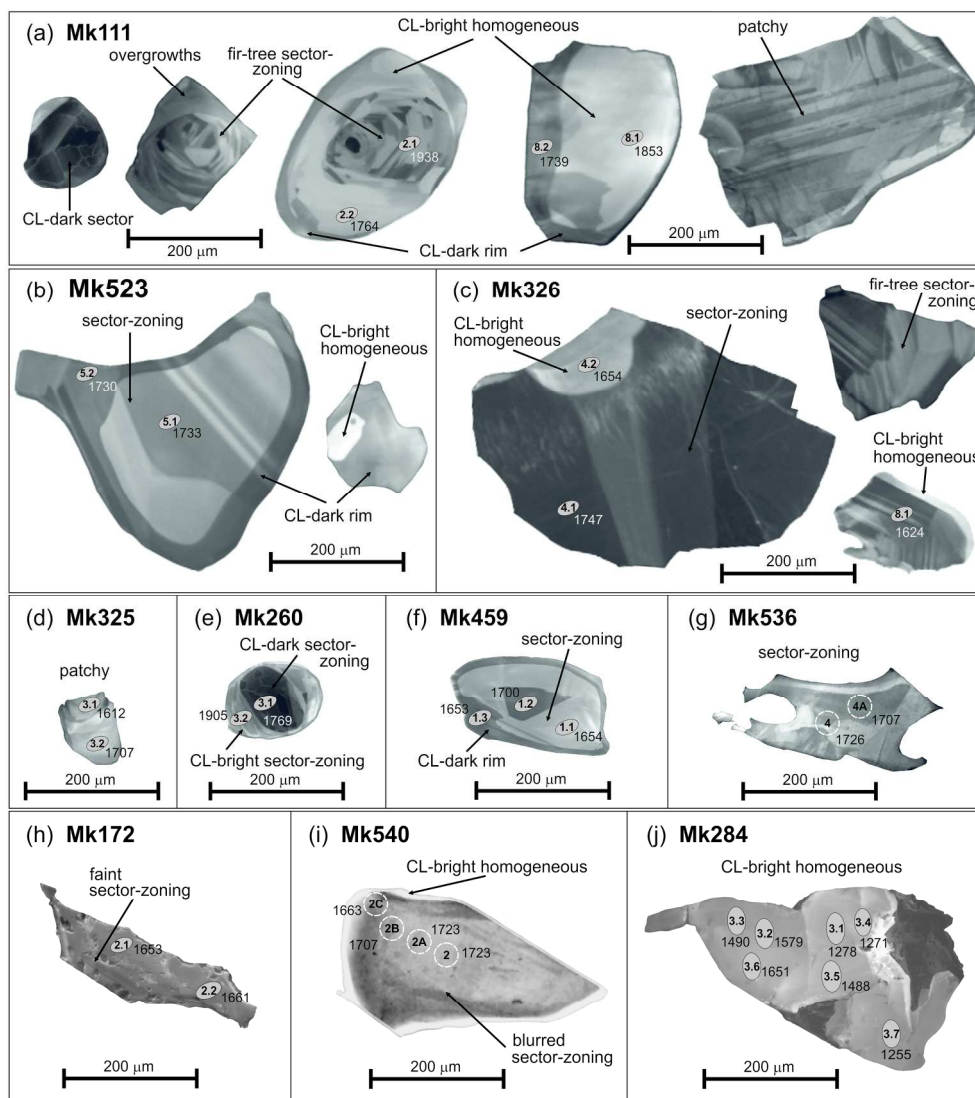 (a) Mk111
overgrowths
fir-tree sector-
zoning
CL-bright homogeneous
patchy
2.1
1938
8.2
1739
8.1
1853
CL-dark sector
2.2
1764
CL-dark rim
200 µm
200 µm
(b) Mk523
sector-zoning
CL-bright
homogeneous
5.2
1730
5.1
1733
CL-dark rim
200 µm
(c) Mk326
CL-bright
homogeneous
sector-zoning
fir-tree sector-
zoning
4.2
1654
4.1
1747
CL-bright
homogeneous
8.1
1624
200 µm
(d) Mk325
patchy
3.1
1612
3.2
1707
200 µm
(e) Mk260
CL-dark sector-
zoning
3.1
1769
1905
3.2
CL-bright sector-zoning
200 µm
(f) Mk459
sector-zoning
1700
1.2
1653
1.3
1.1
1654
CL-dark rim
200 µm
(g) Mk536
sector-zoning
4A
1707
4
1726
200 µm
(h) Mk172
faint
sector-zoning
2.1
1653
2.2
1661
200 µm
(i) Mk540
CL-bright homogeneous
2C
1663
2B
1707
1723
2A
2
1723
blurred
sector-zoning
200 µm
(j) Mk284
CL-bright homogeneous
3.3
1490
3.2
1579
3.1
1278
3.4
1271
3.6
1651
3.5
1488
3.7
1255
200 µm